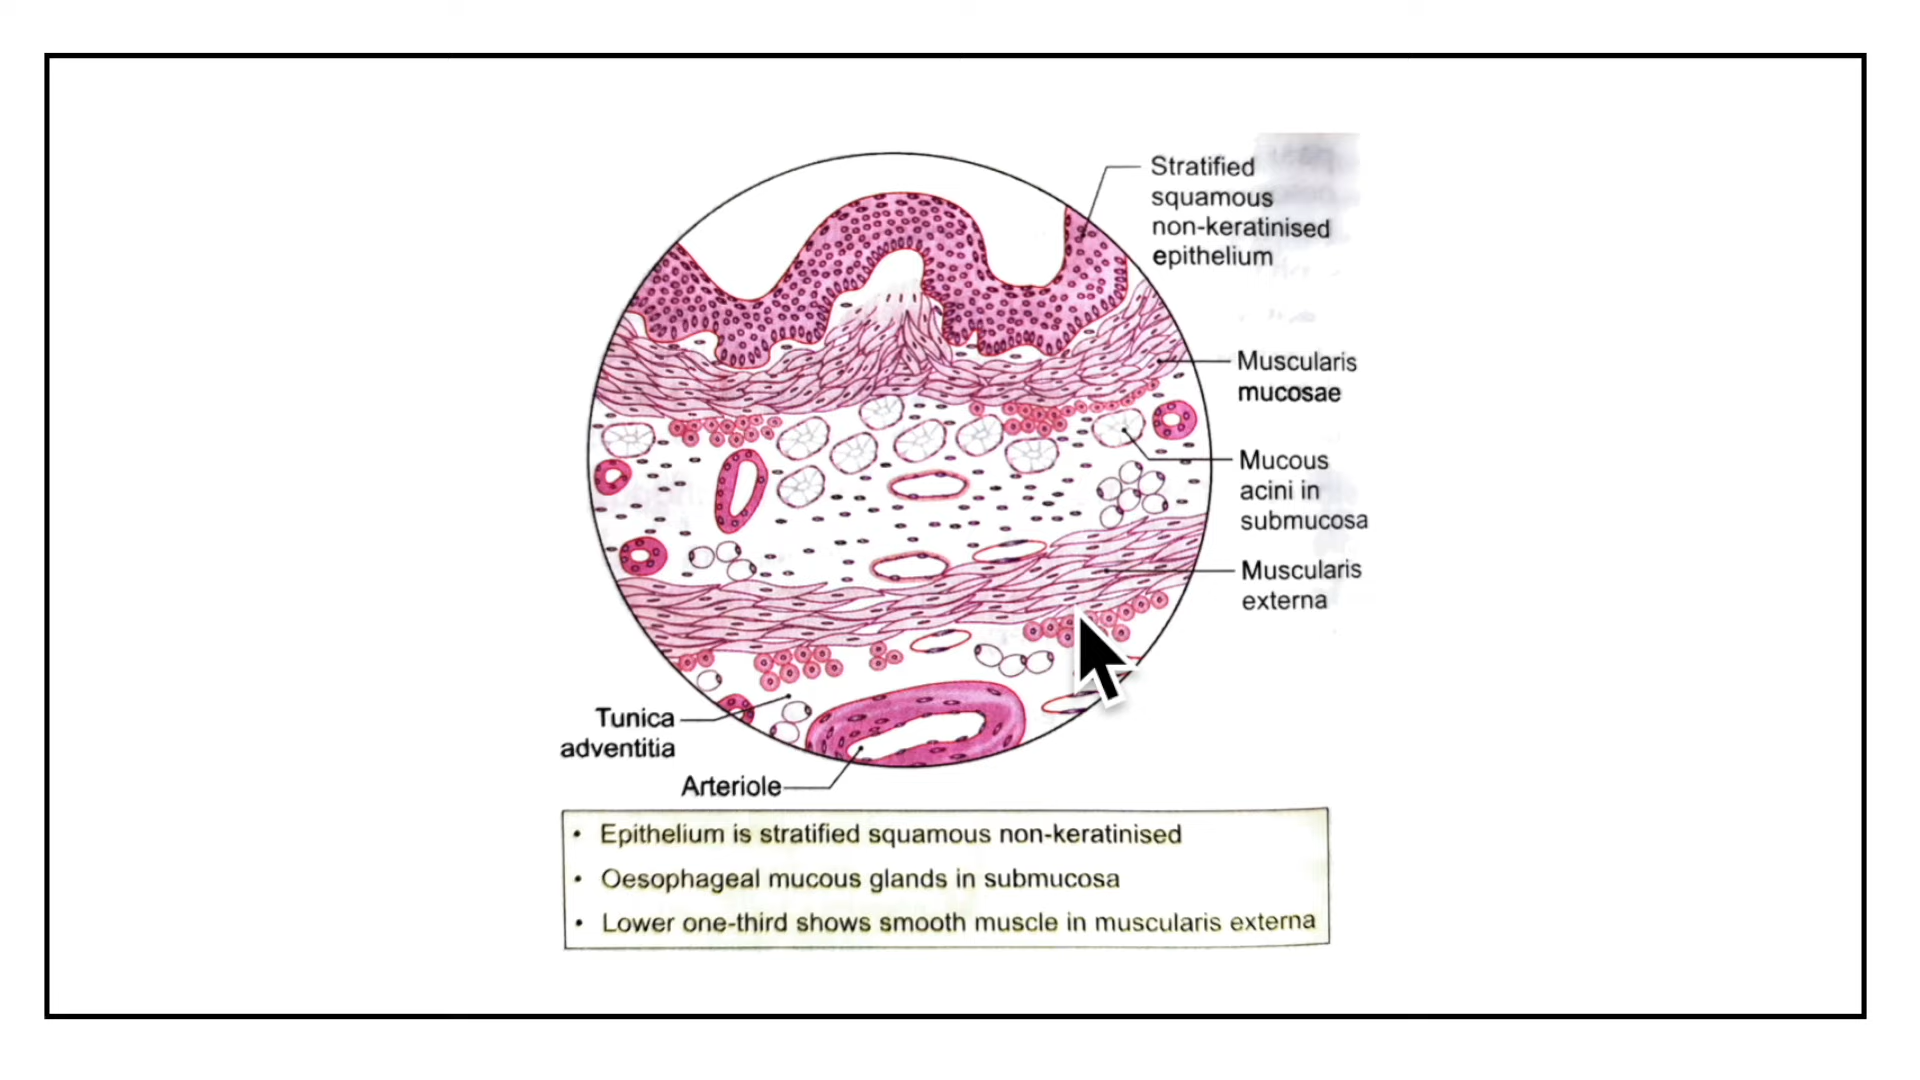 Stratified
squamous
non-keratinised
epithelium
Muscularis
mucosae
Mucous
acini in
submucosa
Muscularis
externa
Tunica
adventitia
Arteriole
• Epithelium is stratified squamous non-keratinised
• Oesophageal mucous glands in submucosa
• Lower one-third shows smooth muscle in muscularis externa